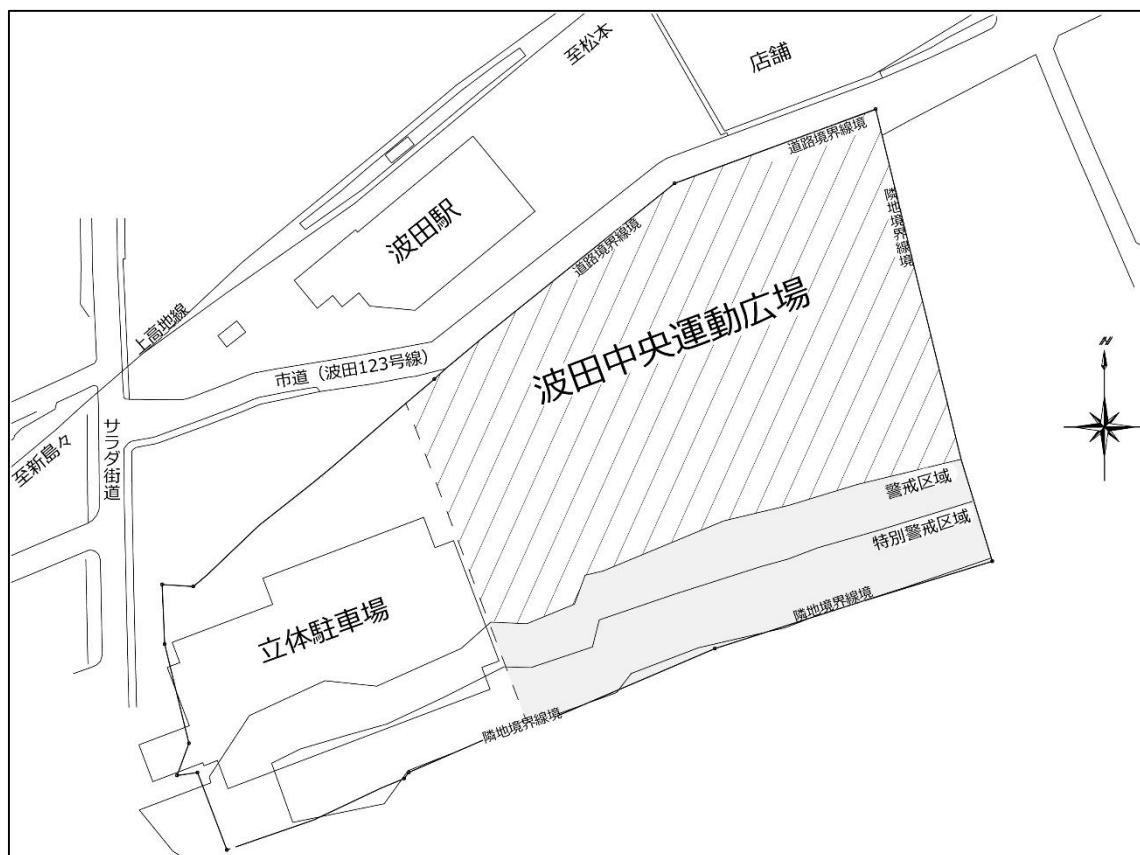 至松本
店舗
道路境界線境
波田駅
隣地境界線境
道路境界線境
上高地線
波田中央運動広場
市道（波田123号線）
N
サラダ街道
至新島々
警戒区域
特別警戒区域
隣地境界線境
立体駐車場
隣地境界線境